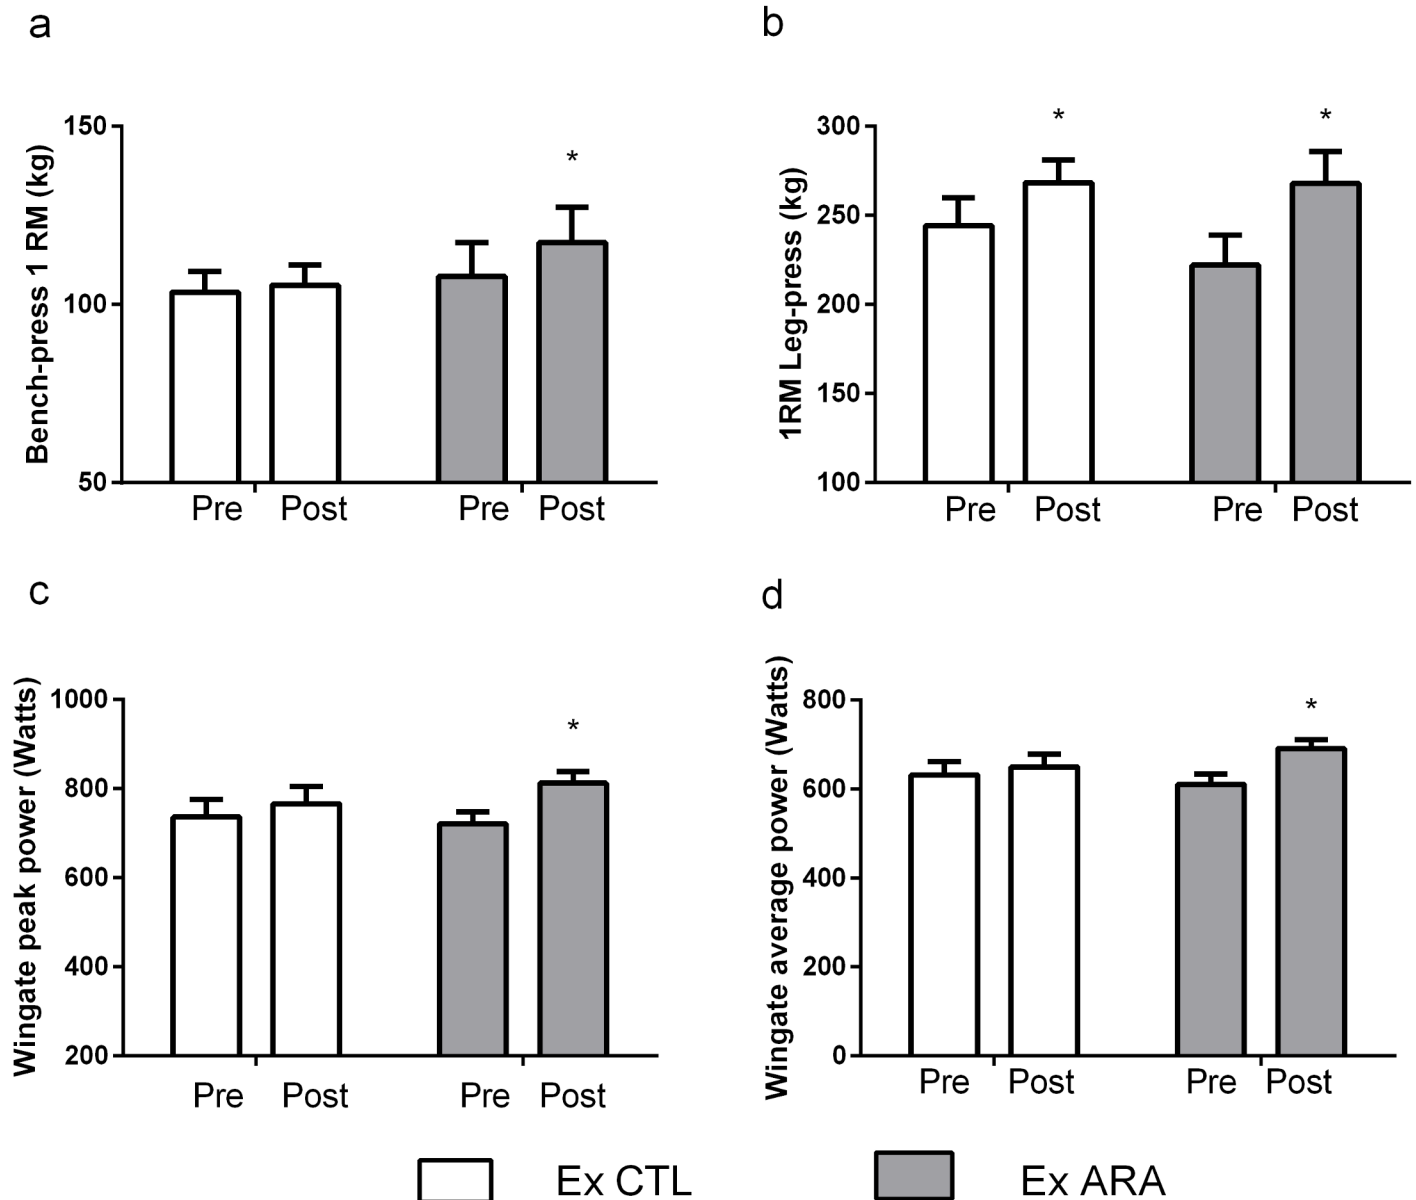 a
b
Bench-press 1 RM (kg)
150
100
50
*
Pre Post Pre Post
1RM Leg-press (kg)
300
250
200
150
100
* *
Pre Post Pre Post
c
d
Wingate peak power (Watts)
1000
800
600
400
200
*
Pre Post Pre Post
Wingate average power (Watts)
800
600
400
200
0
*
Pre Post Pre Post
Ex CTL Ex ARA